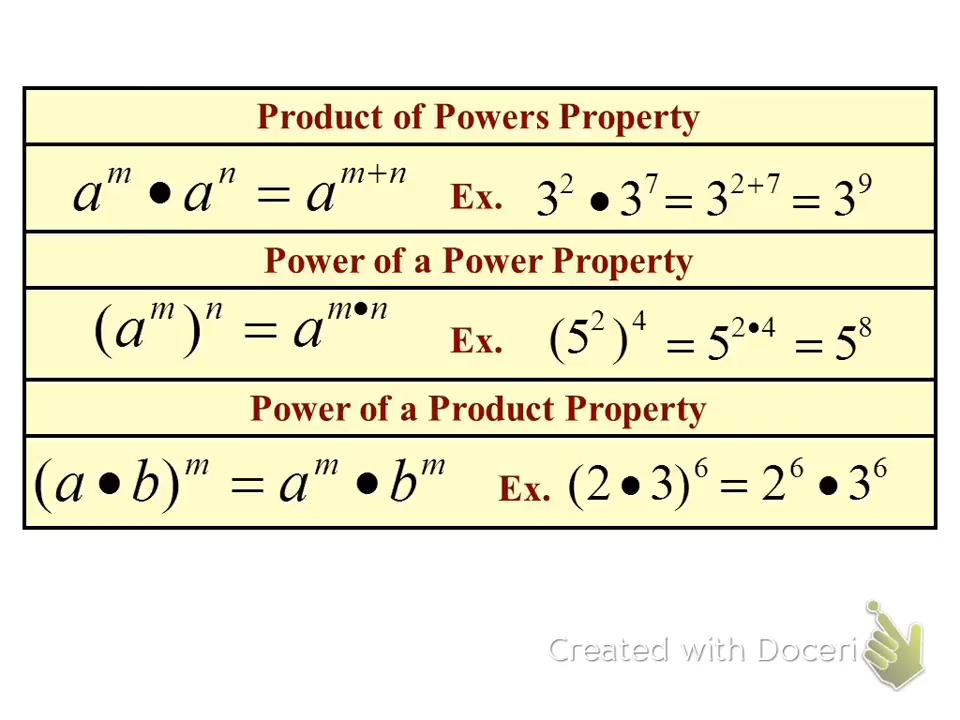 Product of Powers Property
a^m • a^n = a^{m+n} Ex. 3^2 • 3^7 = 3^{2+7} = 3^9
Power of a Power Property
(a^m)^n = a^{m•n} Ex. (5^2)^4 = 5^{2•4} = 5^8
Power of a Product Property
(a • b)^m = a^m • b^m Ex. (2 • 3)^6 = 2^6 • 3^6
Created with Doceri